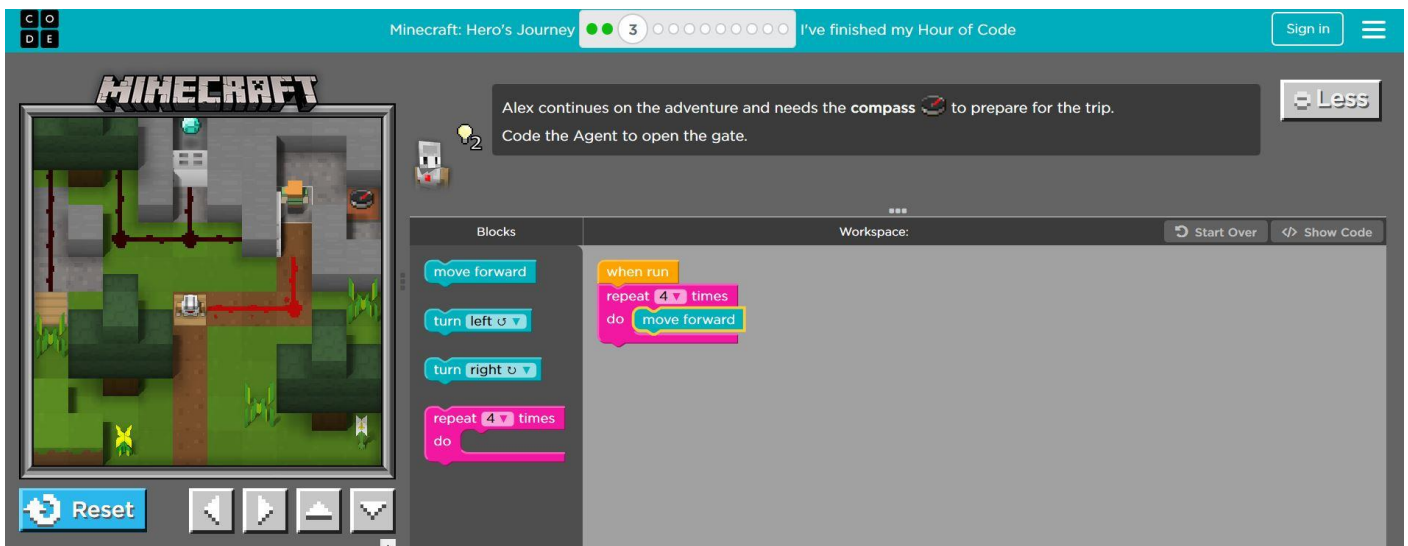 CO
DE
Minecraft: Hero's Journey 3 I've finished my Hour of Code
Sign in
MINECRAFT
2
Alex continues on the adventure and needs the compass to prepare for the trip.
Code the Agent to open the gate.
Less
Blocks
Workspace:
Start Over
Show Code
move forward
turn left
turn right
repeat 4 times
do
when run
repeat 4 times
do move forward
Reset